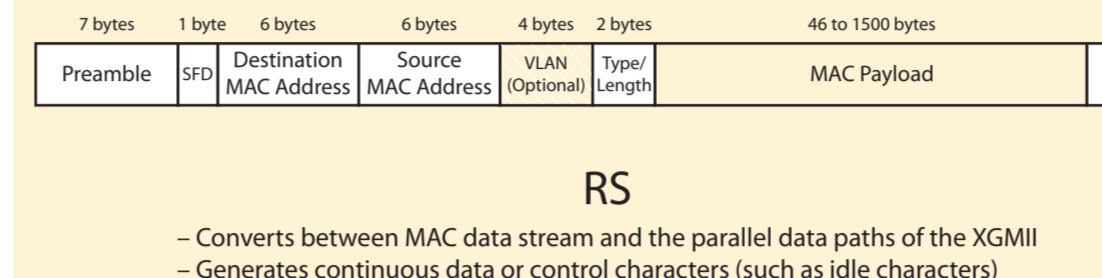 7 bytes 1 byte 6 bytes 6 bytes 4 bytes 2 bytes 46 to 1500 bytes
Preamble SFD Destination MAC Address Source MAC Address VLAN (Optional) Type/ Length MAC Payload
RS
– Converts between MAC data stream and the parallel data paths of the XGMII
– Generates continuous data or control characters (such as idle characters)